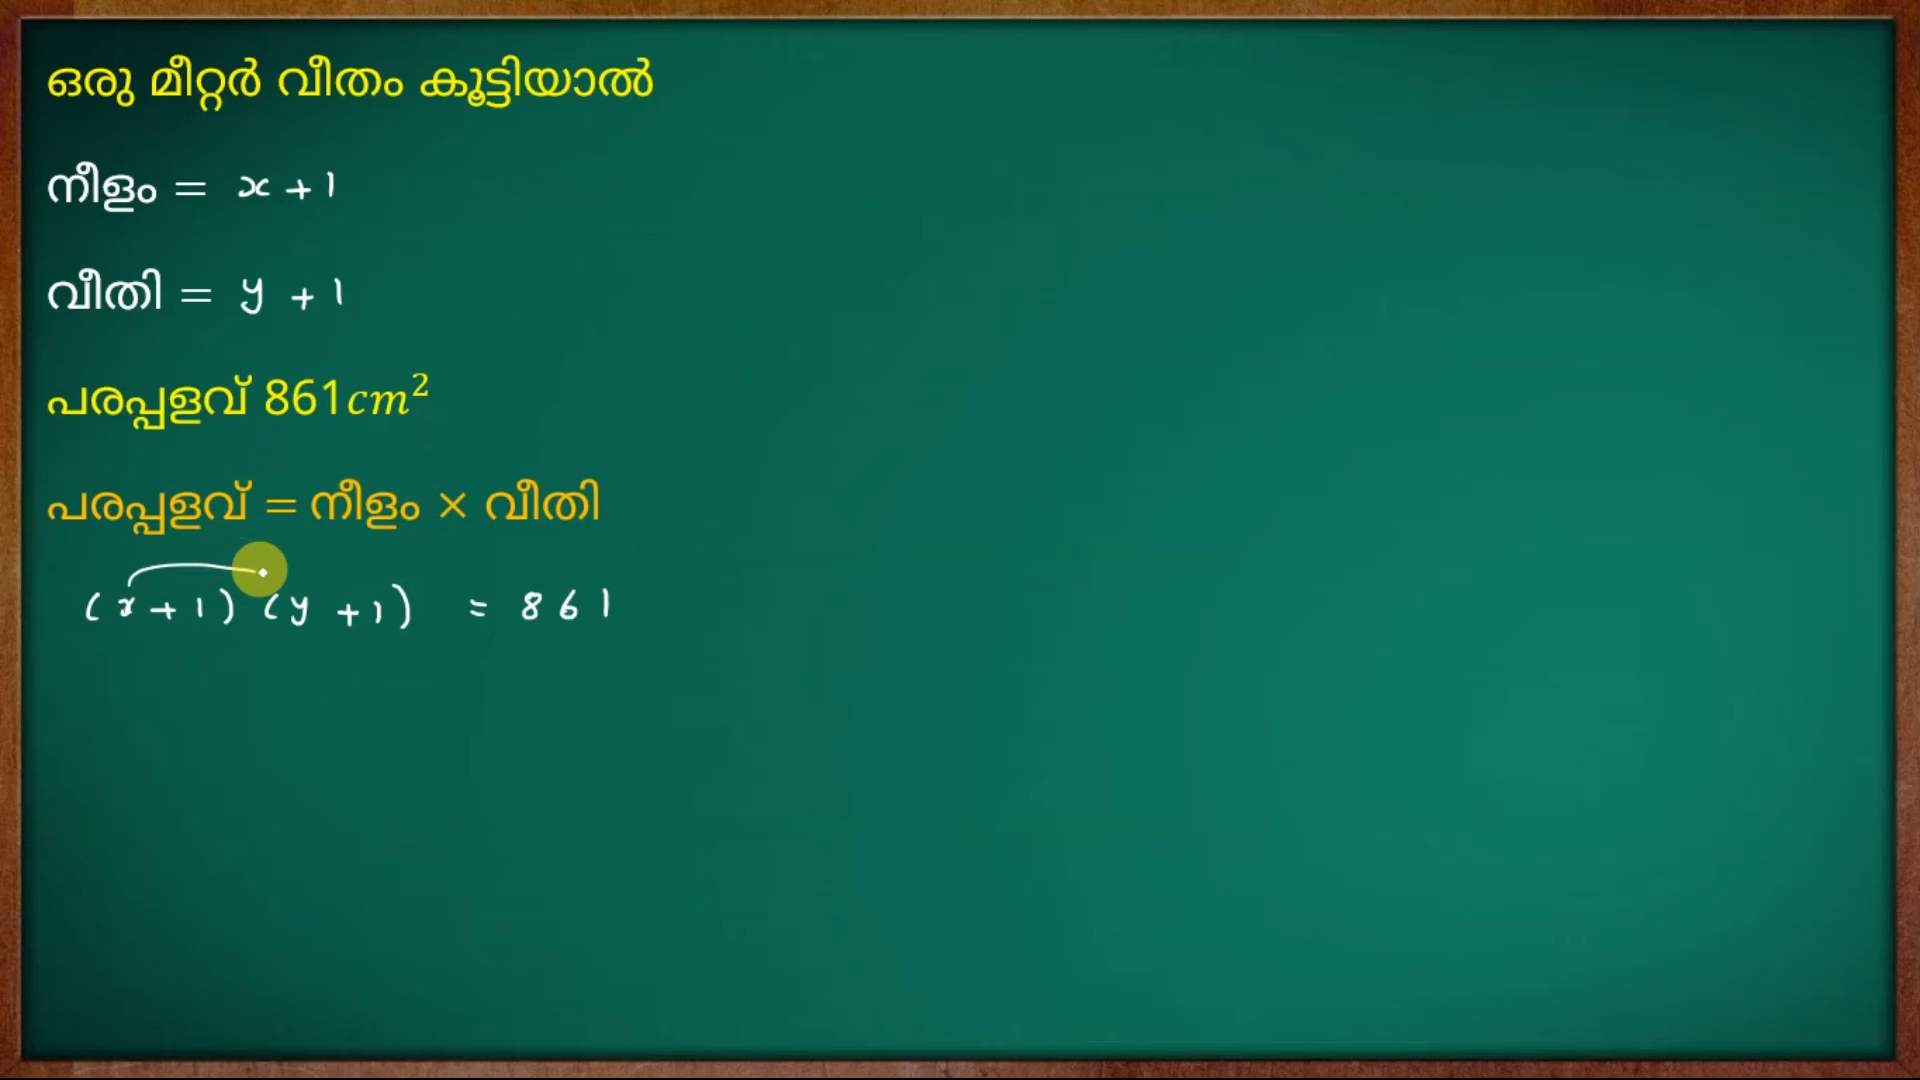 ഒരു മീറ്റർ വീതം കൂട്ടിയാൽ
നീളം = x + 1
വീതി = y + 1
പരപ്പളവ് 861cm²
പരപ്പളവ് = നീളം × വീതി
(x + 1) (y + 1) = 861